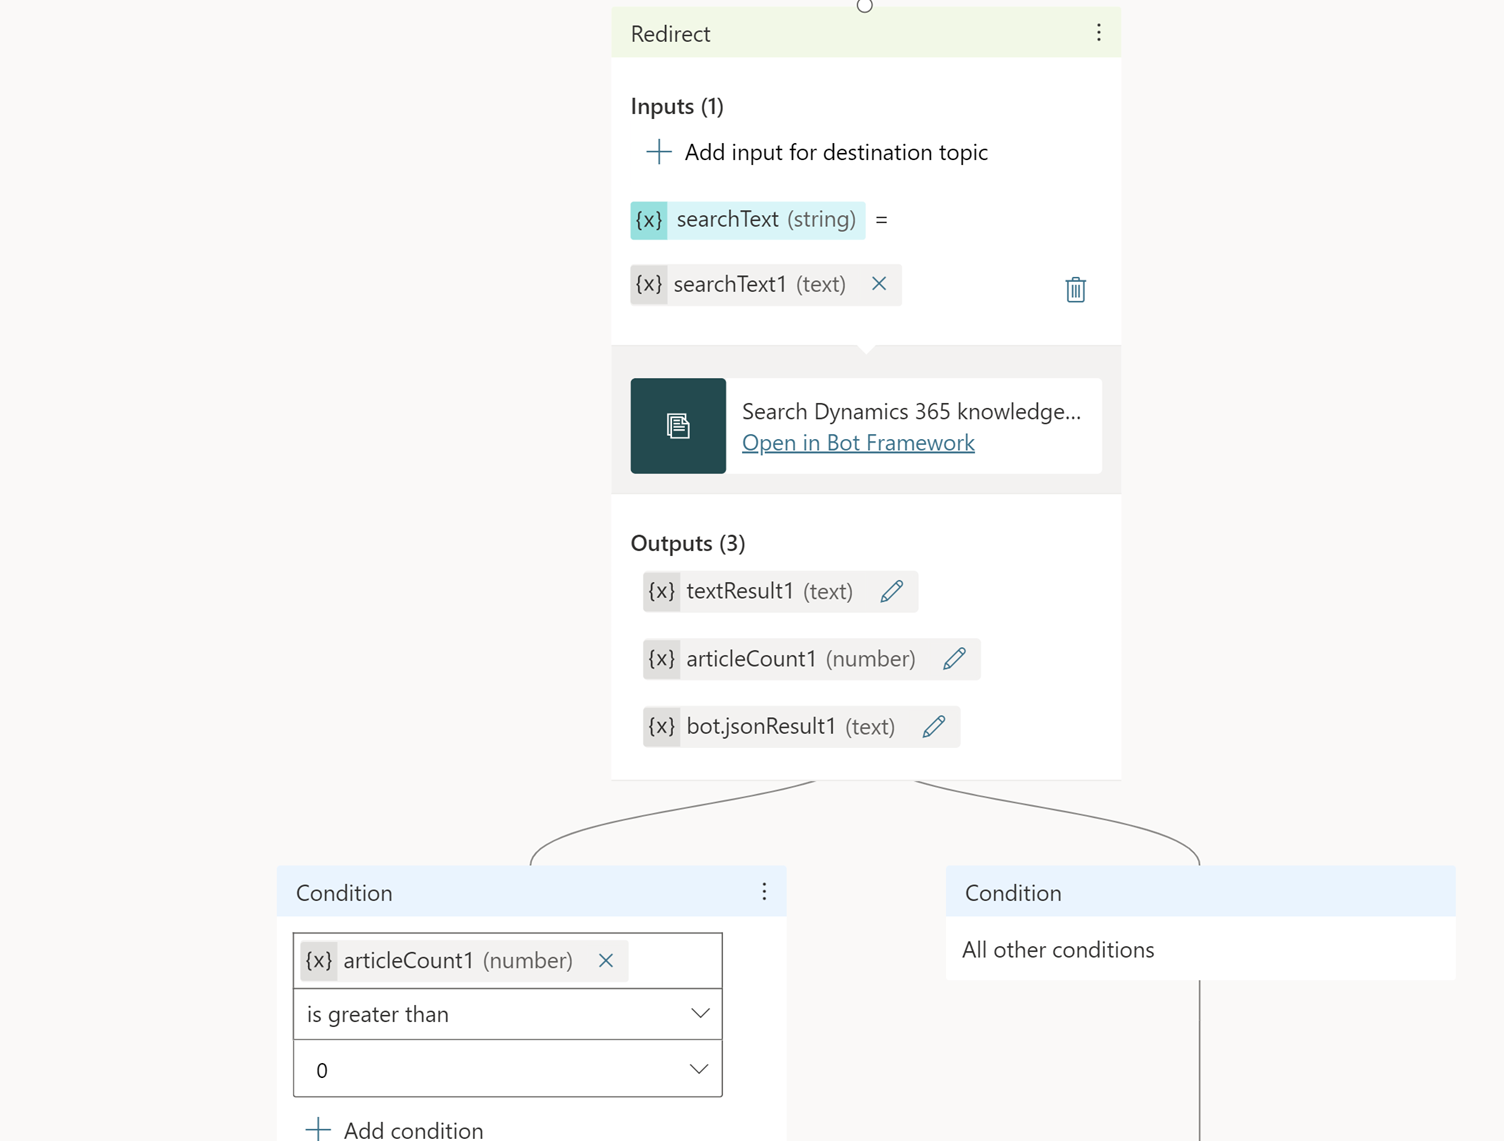 Redirect
Inputs (1)
Add input for destination topic
{x} searchText (string) =
{x} searchText1 (text)
Search Dynamics 365 knowledge...
Open in Bot Framework
Outputs (3)
{x} textResult1 (text)
{x} articleCount1 (number)
{x} bot.jsonResult1 (text)
Condition
{x} articleCount1 (number)
is greater than
0
Add condition
Condition
All other conditions